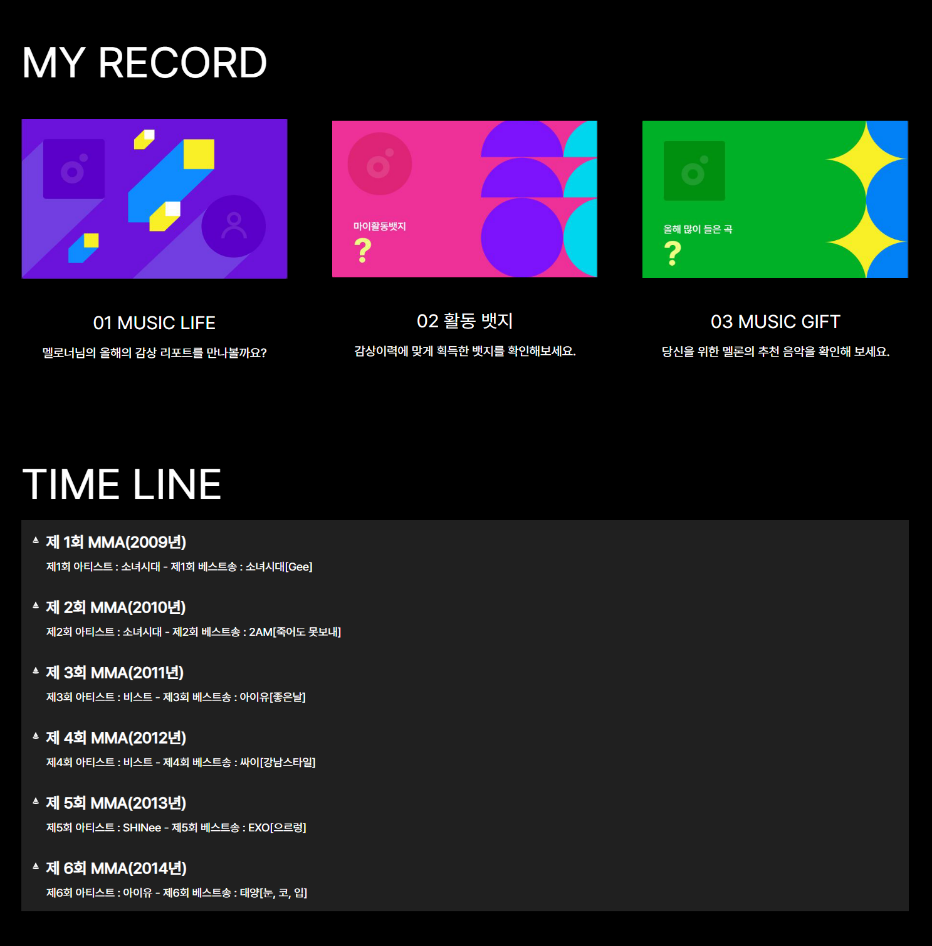 MY RECORD
마이활동뱃지
?
올해 많이 들은 곡
?
01 MUSIC LIFE
02 활동 뱃지
03 MUSIC GIFT
멜로너님의 올해의 감상 리포트를 만나볼까요?
감상이력에 맞게 획득한 뱃지를 확인해보세요.
당신을 위한 멜론의 추천 음악을 확인해 보세요.
TIME LINE
제 1회 MMA(2009년)
제1회 아티스트 : 소녀시대 - 제1회 베스트송 : 소녀시대[Gee]
제 2회 MMA(2010년)
제2회 아티스트 : 소녀시대 - 제2회 베스트송 : 2AM[죽어도 못보내]
제 3회 MMA(2011년)
제3회 아티스트 : 비스트 - 제3회 베스트송 : 아이유[좋은날]
제 4회 MMA(2012년)
제4회 아티스트 : 비스트 - 제4회 베스트송 : 싸이[강남스타일]
제 5회 MMA(2013년)
제5회 아티스트 : SHINee - 제5회 베스트송 : EXO[으르렁]
제 6회 MMA(2014년)
제6회 아티스트 : 아이유 - 제6회 베스트송 : 태양[눈, 코, 입]